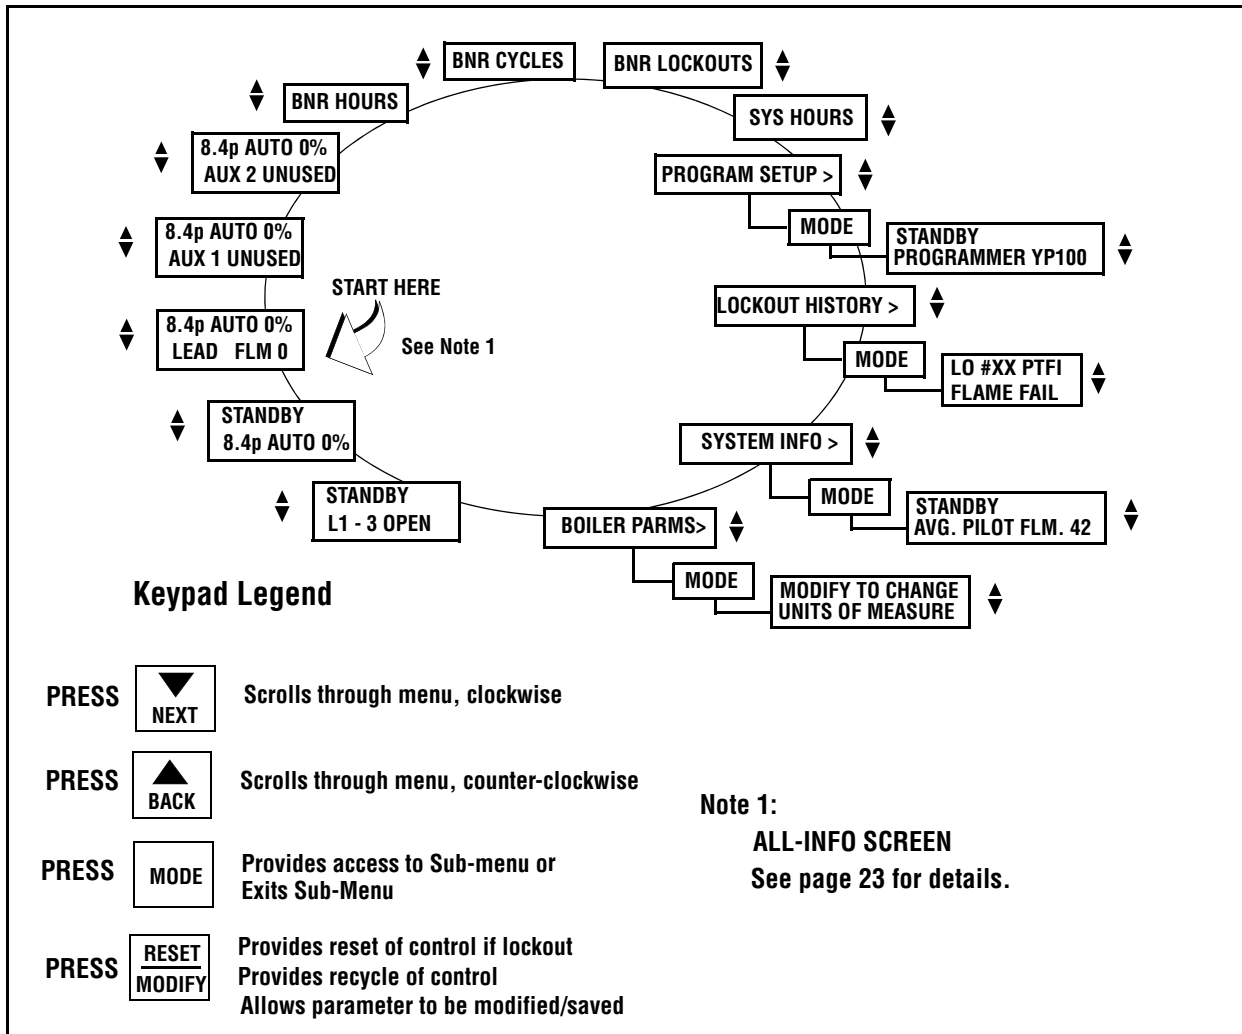 BNR CYCLES
BNR LOCKOUTS
BNR HOURS
SYS HOURS
8.4p AUTO 0%
AUX 2 UNUSED
PROGRAM SETUP >
MODE
STANDBY
PROGRAMMER YP100
8.4p AUTO 0%
AUX 1 UNUSED
START HERE
See Note 1
LOCKOUT HISTORY >
MODE
LO #XX PTFI
FLAME FAIL
8.4p AUTO 0%
LEAD FLM 0
STANDBY
8.4p AUTO 0%
SYSTEM INFO >
MODE
STANDBY
AVG. PILOT FLM. 42
STANDBY
L1 - 3 OPEN
BOILER PARMS>
MODE
MODIFY TO CHANGE
UNITS OF MEASURE
Keypad Legend
PRESS
NEXT
Scrolls through menu, clockwise
PRESS
BACK
Scrolls through menu, counter-clockwise
PRESS
MODE
Provides access to Sub-menu or
Exits Sub-Menu
PRESS
RESET
MODIFY
Provides reset of control if lockout
Provides recycle of control
Allows parameter to be modified/saved
Note 1:
ALL-INFO SCREEN
See page 23 for details.